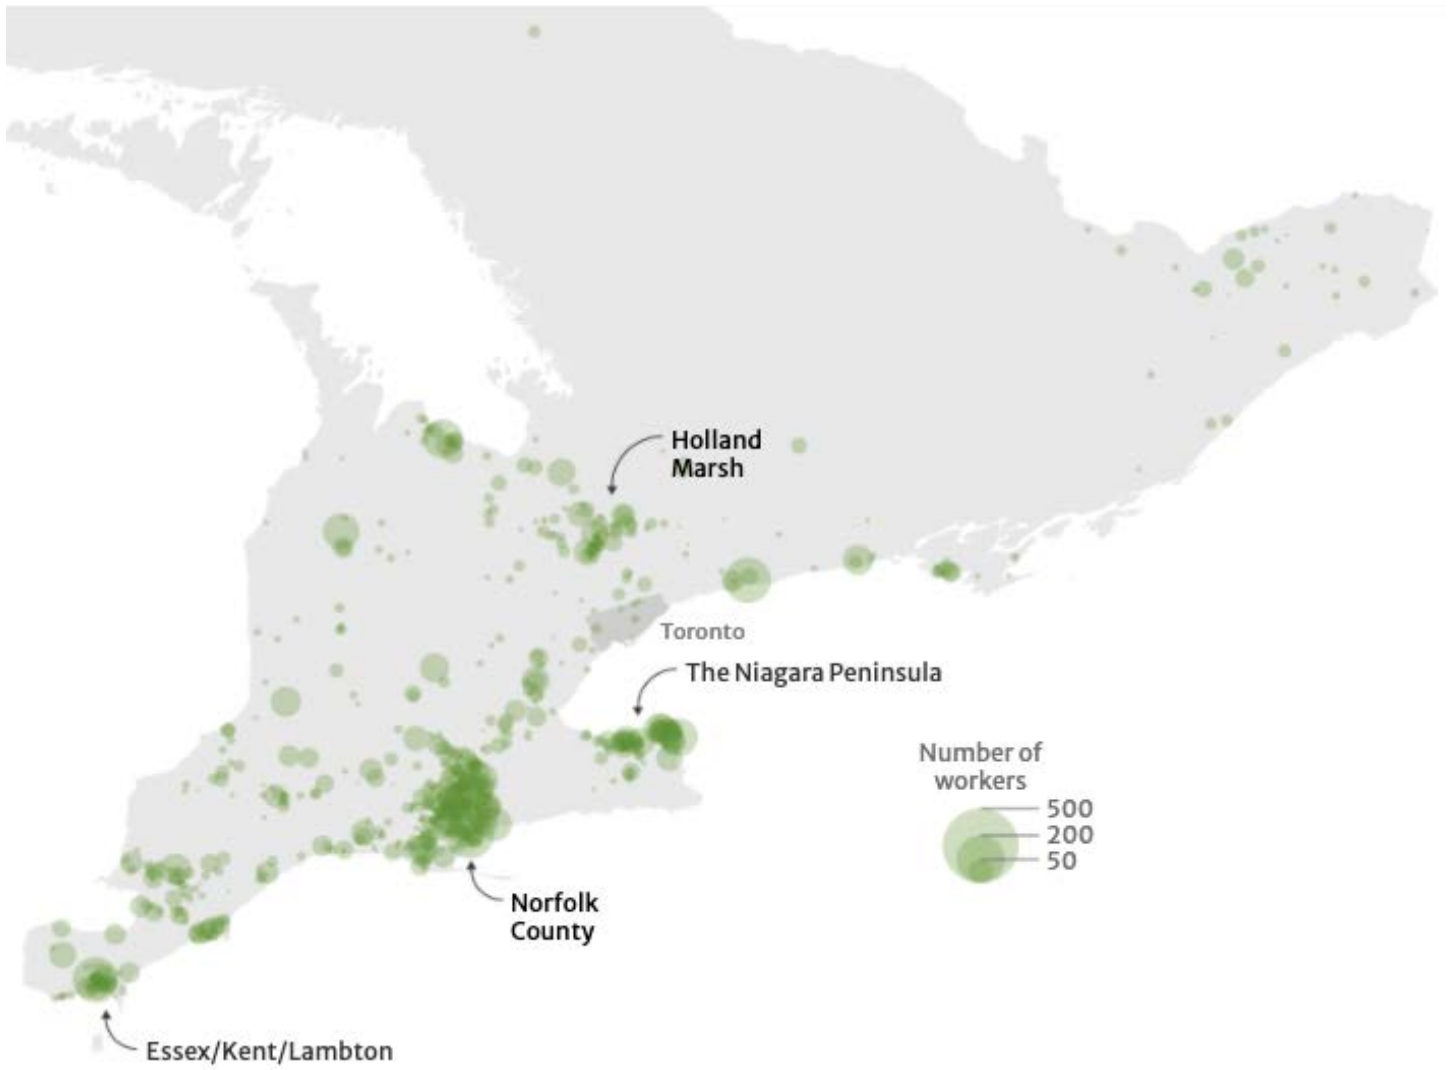 Holland
Marsh
Toronto
The Niagara Peninsula
Number of
workers
500
200
50
Norfolk
County
Essex/Kent/Lambton